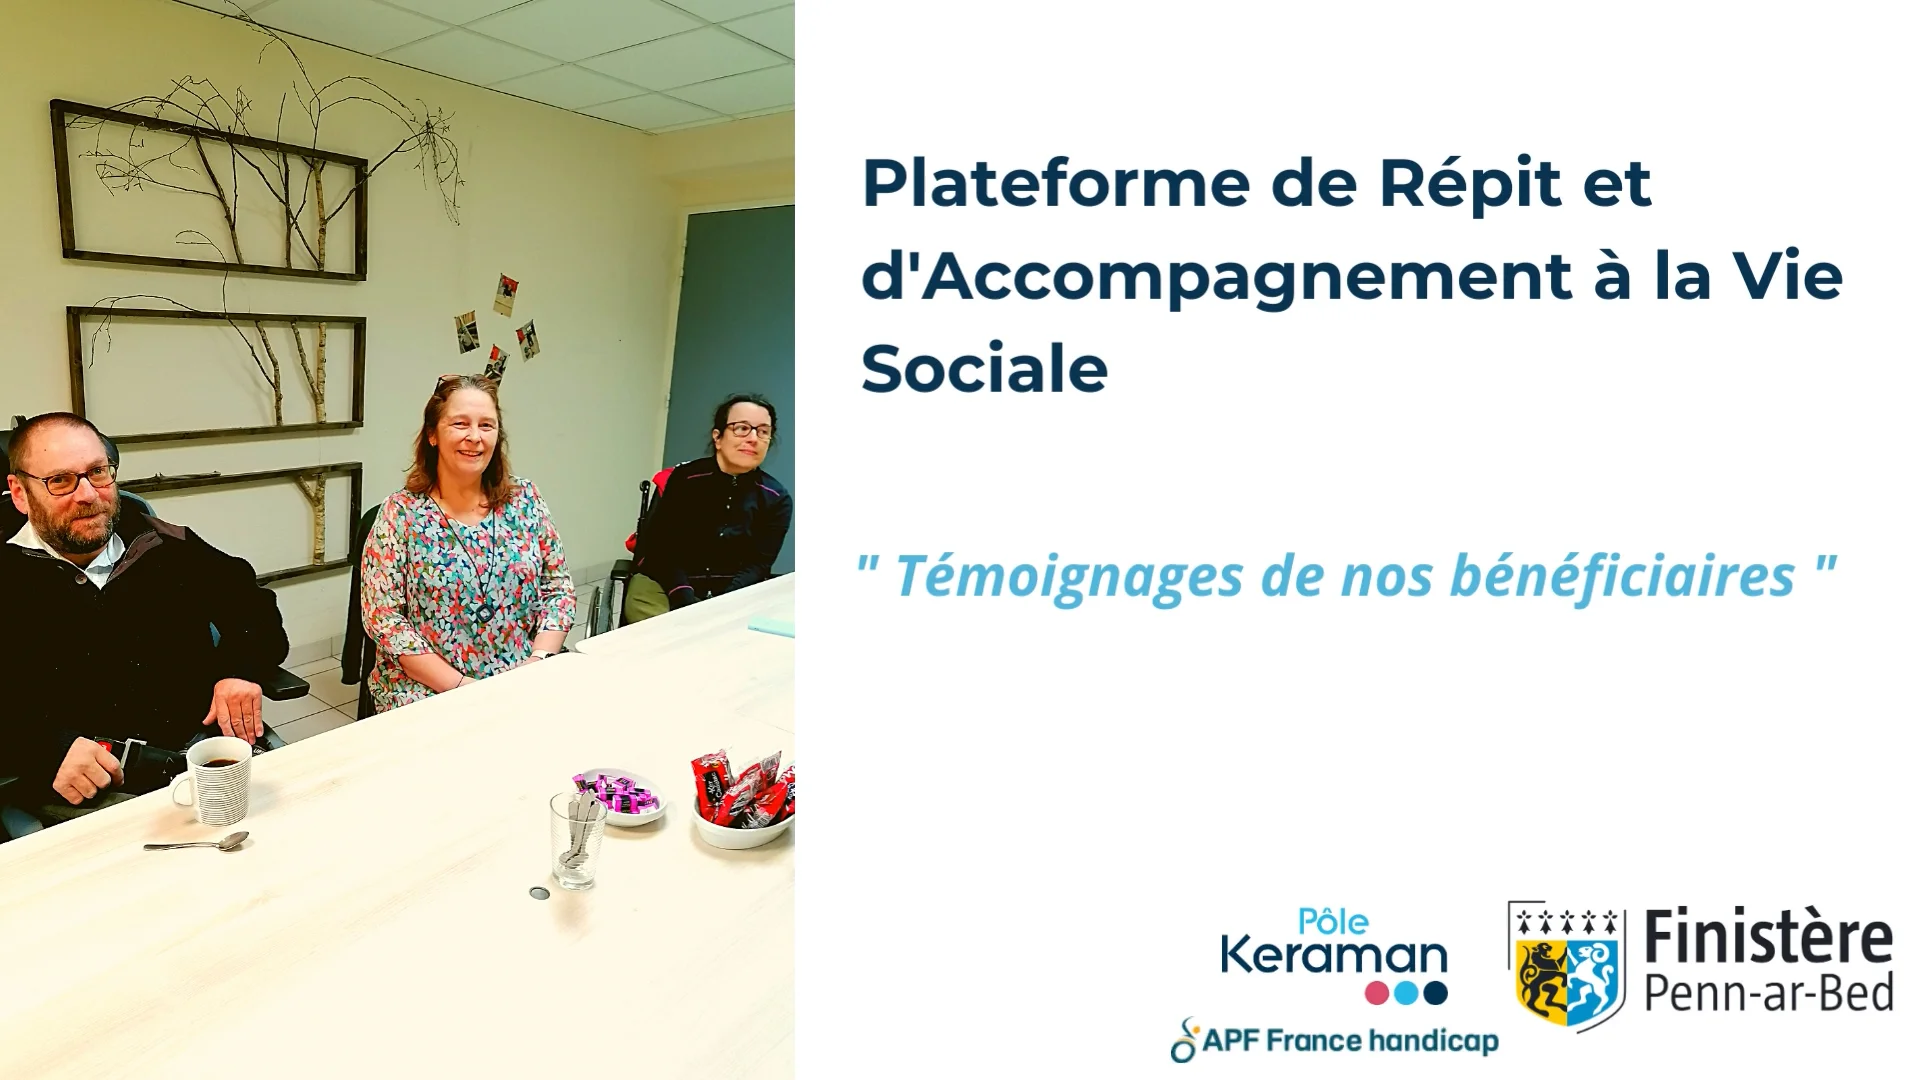 Plateforme de Répit et
d'Accompagnement à la Vie
Sociale
" Témoignages de nos bénéficiaires "
Pôle
Keraman
APF France handicap
Finistère
Penn-ar-Bed